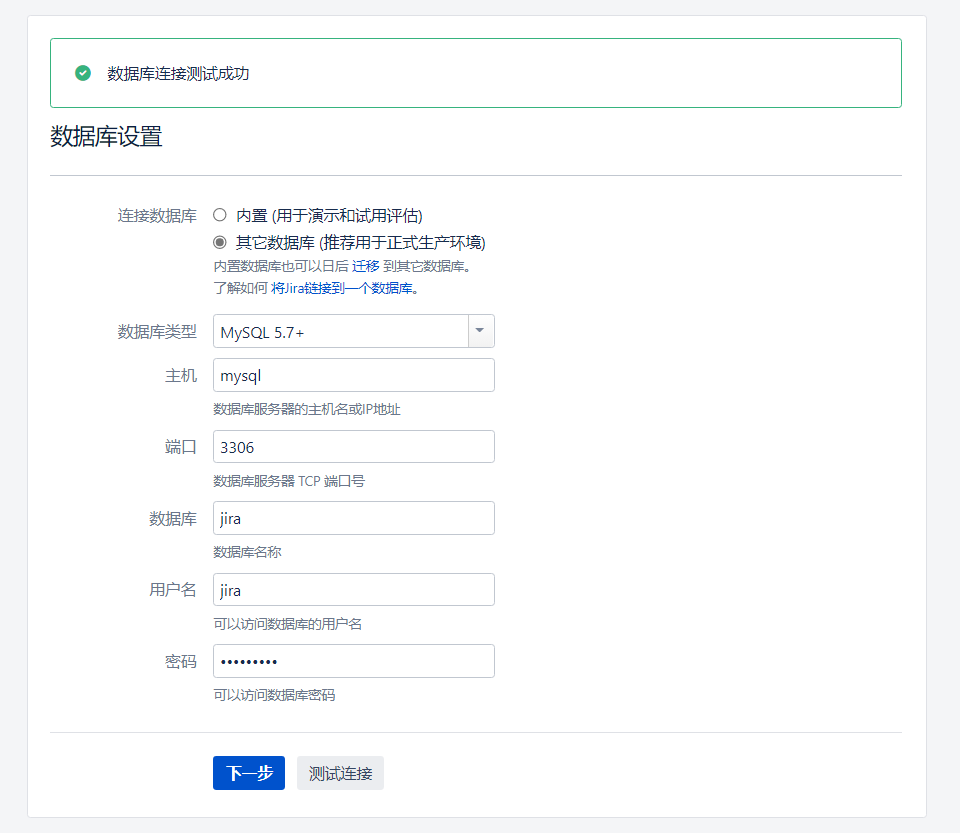 数据库连接测试成功
数据库设置
连接数据库
内置 (用于演示和试用评估)
其它数据库 (推荐用于正式生产环境)
内置数据库也可以日后 迁移 到其它数据库。
了解如何 将Jira链接到一个数据库。
数据库类型 MySQL 5.7+
主机 mysql
数据库服务器的主机名或IP地址
端口 3306
数据库服务器 TCP 端口号
数据库 jira
数据库名称
用户名 jira
可以访问数据库的用户名
密码 •••••••••
可以访问数据库密码
下一步 测试连接